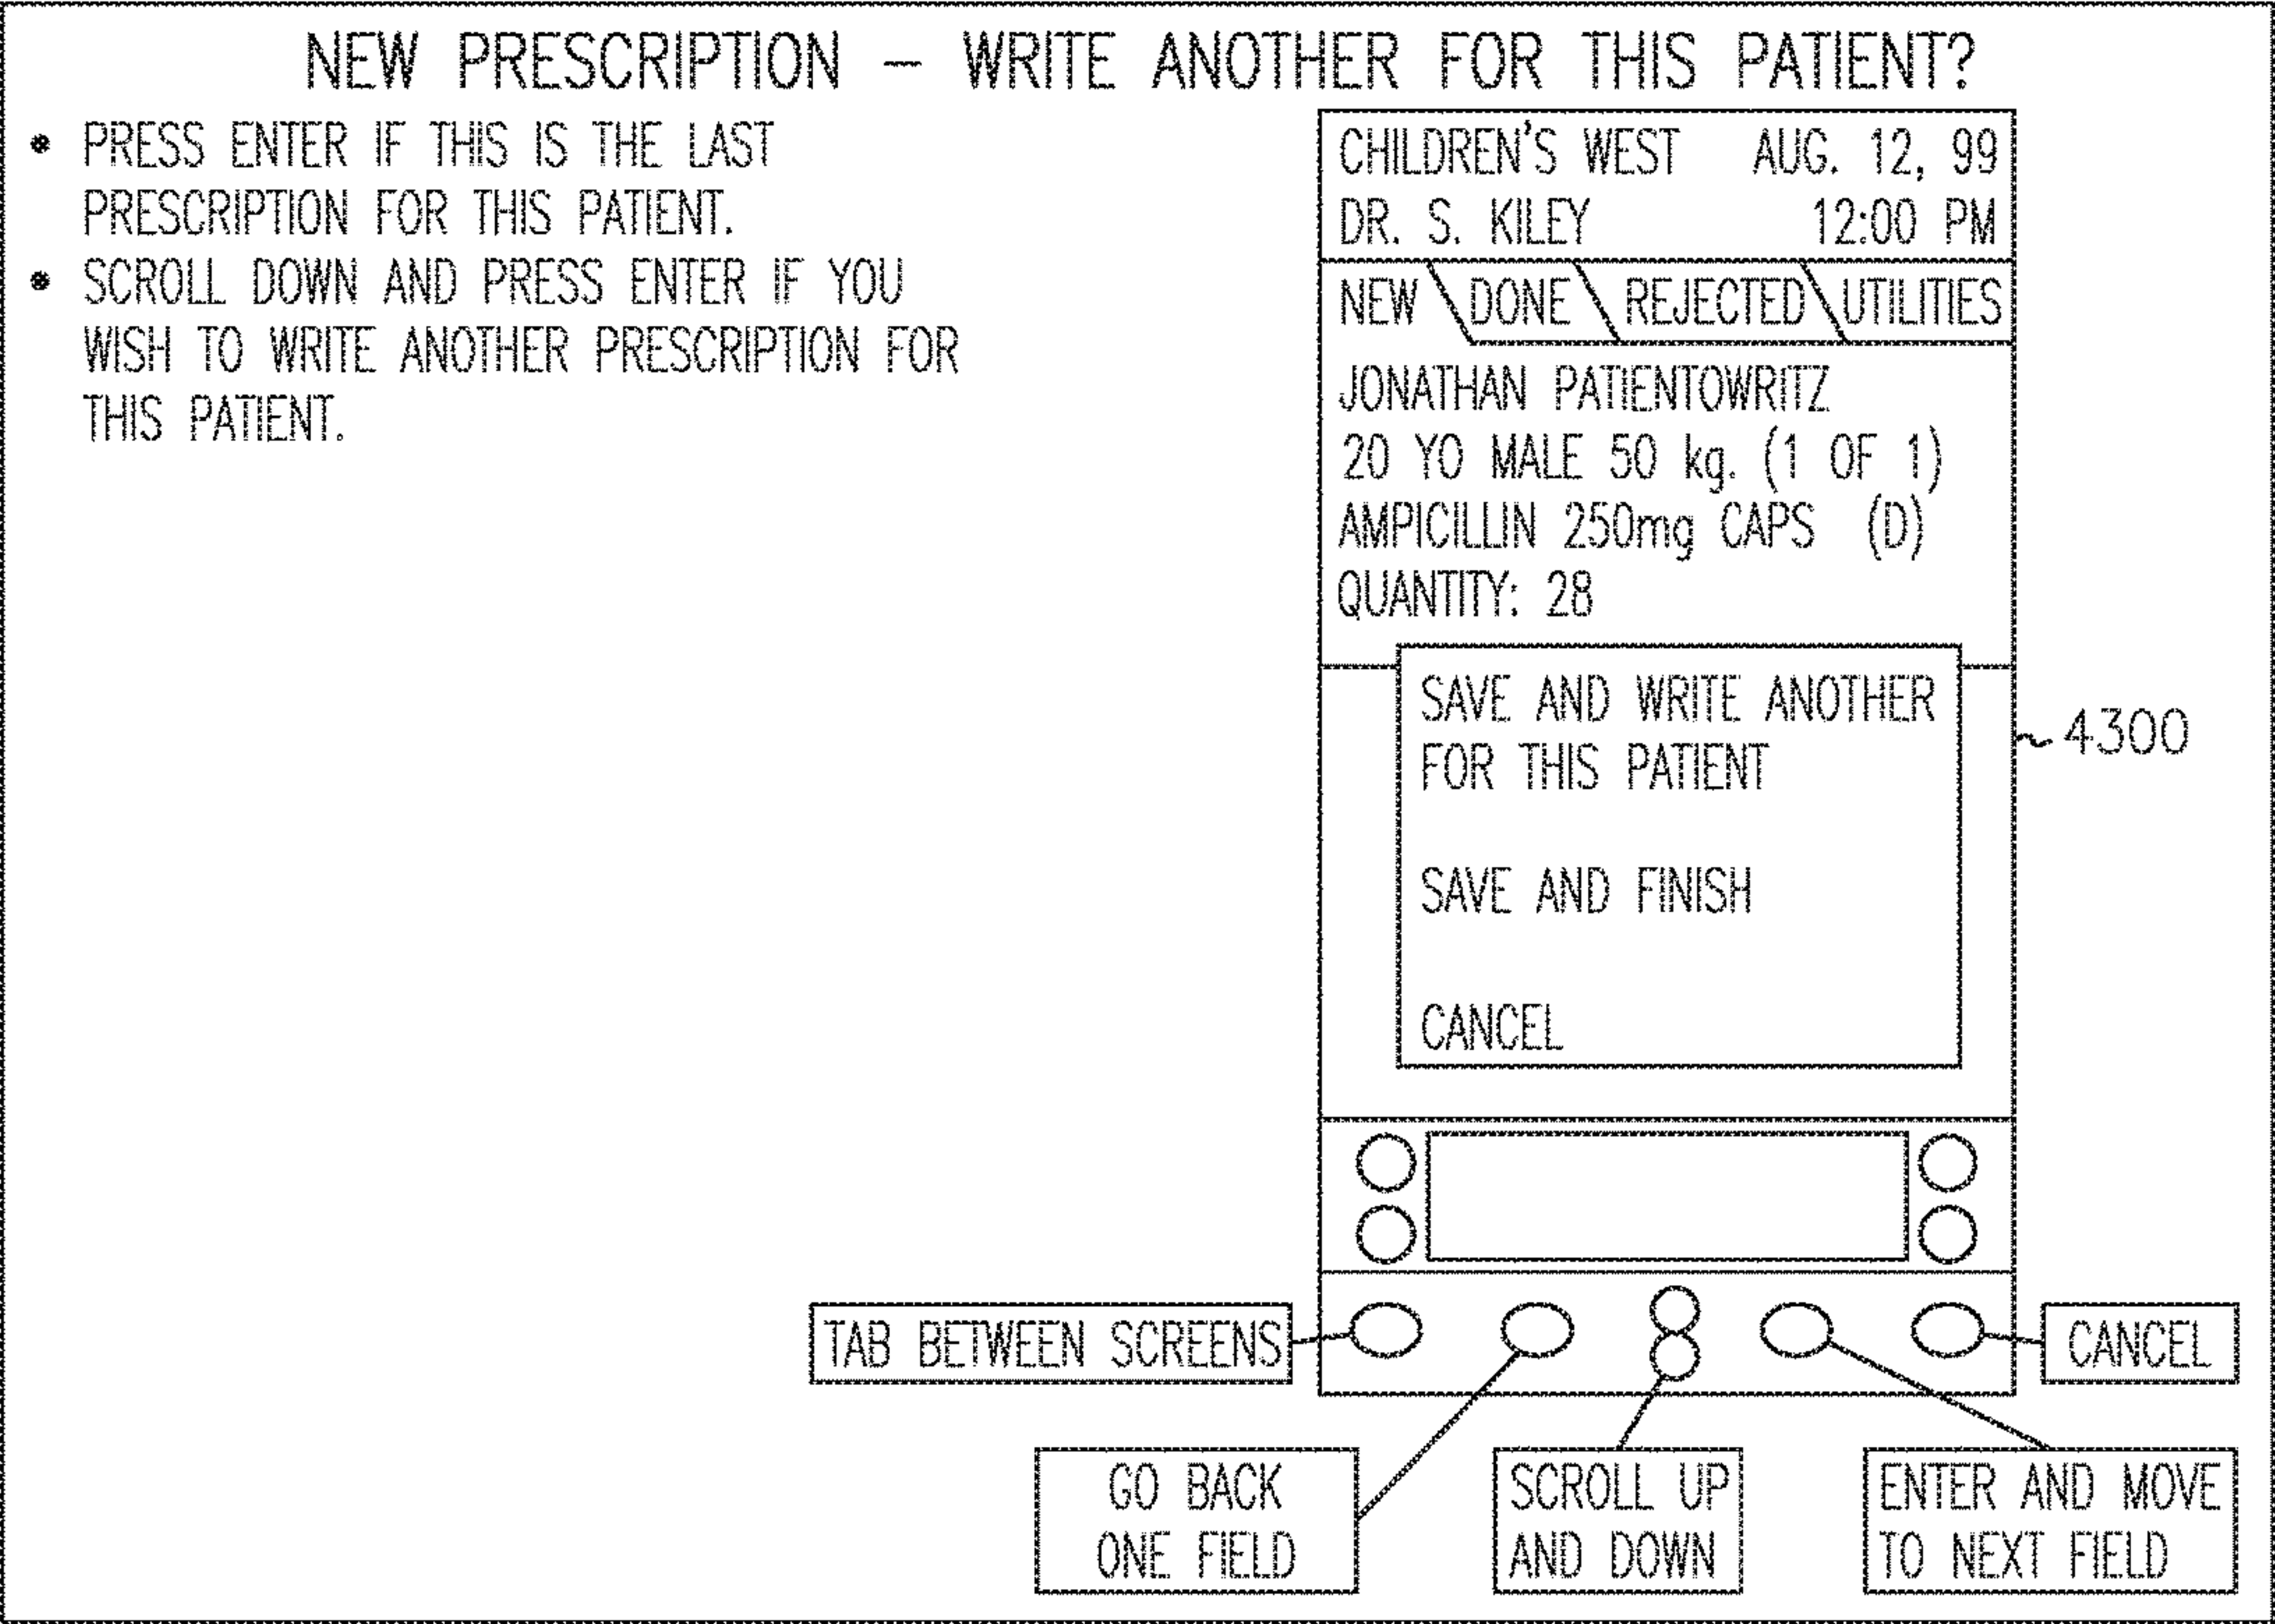 NEW PRESCRIPTION – WRITE ANOTHER FOR THIS PATIENT?
• PRESS ENTER IF THIS IS THE LAST
PRESCRIPTION FOR THIS PATIENT.
• SCROLL DOWN AND PRESS ENTER IF YOU
WISH TO WRITE ANOTHER PRESCRIPTION FOR
THIS PATIENT.
CHILDREN'S WEST AUG. 12, 99
DR. S. KILEY 12:00 PM
NEW DONE REJECTED UTILITIES
JONATHAN PATIENTOWRITZ
20 YO MALE 50 kg. (1 OF 1)
AMPICILLIN 250mg CAPS (D)
QUANTITY: 28
SAVE AND WRITE ANOTHER
FOR THIS PATIENT
SAVE AND FINISH
CANCEL
4300
TAB BETWEEN SCREENS
CANCEL
GO BACK
ONE FIELD
SCROLL UP
AND DOWN
ENTER AND MOVE
TO NEXT FIELD